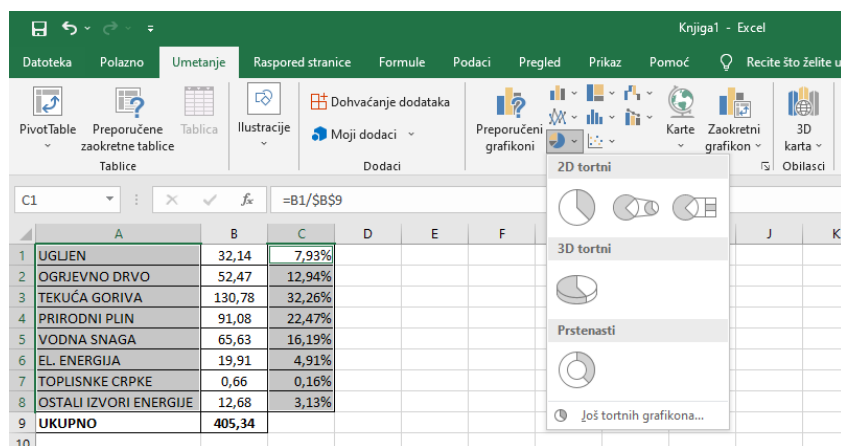 Knjiga1 - Excel
Datoteka Polazno Umetanje Raspored stranice Formule Podaci Pregled Prikaz Pomoć Recite što želite u
PivotTable
Preporučene zaokretne tablice
Tablica
Tablice
Ilustracije
Dohvaćanje dodataka
Moji dodaci
Dodaci
Preporučeni grafikoni
Karte
Zaokretni grafikon
3D karta
Obilasci
2D tortni
3D tortni
Prstenasti
Još tortnih grafikona...
C1 fx =B1/$B$9
A B C D E F J K
1 UGLJEN 32,14 7,93%
2 OGRJEVNO DRVO 52,47 12,94%
3 TEKUĆA GORIVA 130,78 32,26%
4 PRIRODNI PLIN 91,08 22,47%
5 VODNA SNAGA 65,63 16,19%
6 EL. ENERGIJA 19,91 4,91%
7 TOPLISNKE CRPKE 0,66 0,16%
8 OSTALI IZVORI ENERGIJE 12,68 3,13%
9 UKUPNO 405,34
10